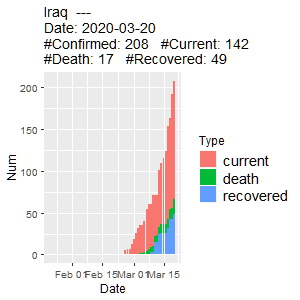 Iraq  ---
Date: 2020-03-20
#Confirmed: 208   #Current: 142
#Death: 17   #Recovered: 49
200
150
100
50
0
Num
Feb 01 Feb 15 Mar 01 Mar 15
Date
Type
current
death
recovered